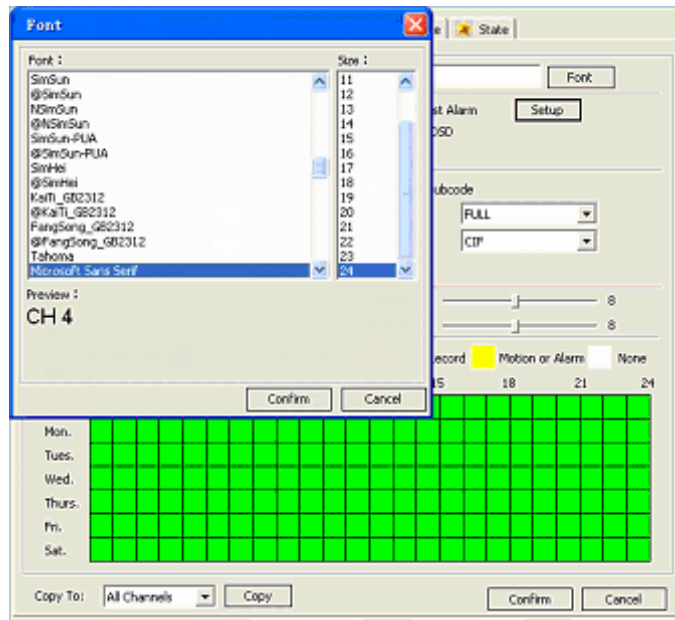 Font
Font : Size :
SimSun
@SimSun
NSimSun
@NSimSun
SimSun-PUA
@SimSun-PUA
SimHei
@SimHei
KaiTi_GB2312
@KaiTi_GB2312
FangSong_GB2312
@FangSong_GB2312
Tahoma
Microsoft Sans Serif
11
12
13
14
15
16
17
18
19
20
21
22
23
24
Preview :
CH 4
Confirm Cancel
State
Font
Alarm Setup
OSD
FULL
CIF
8
8
Motion or Alarm None
15 18 21 24
Mon.
Tues.
Wed.
Thurs.
Fri.
Sat.
Copy To: All Channels Copy Confirm Cancel